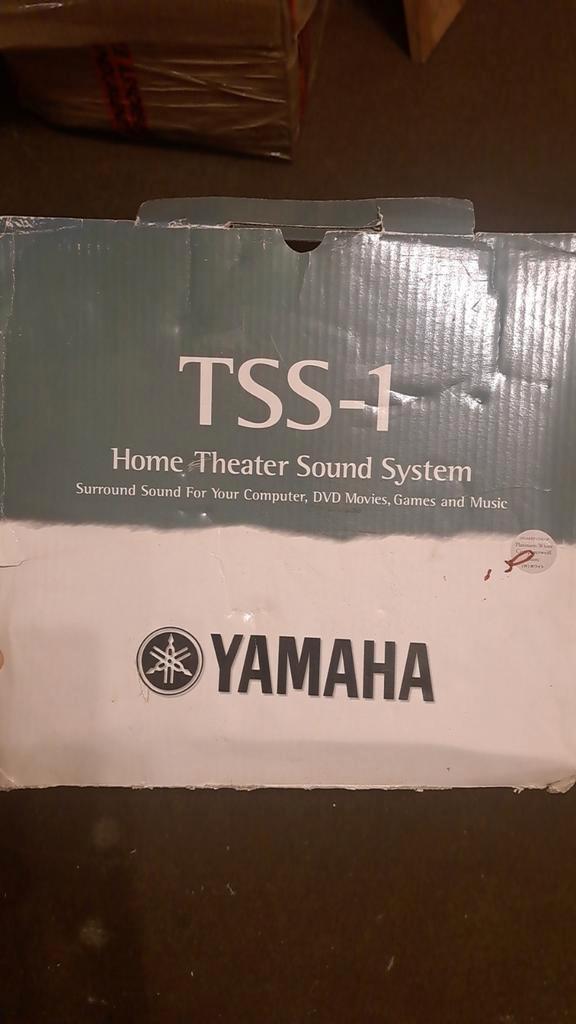 TSS-1
Home Theater Sound System
Surround Sound For Your Computer, DVD Movies, Games and Music
YAMAHA